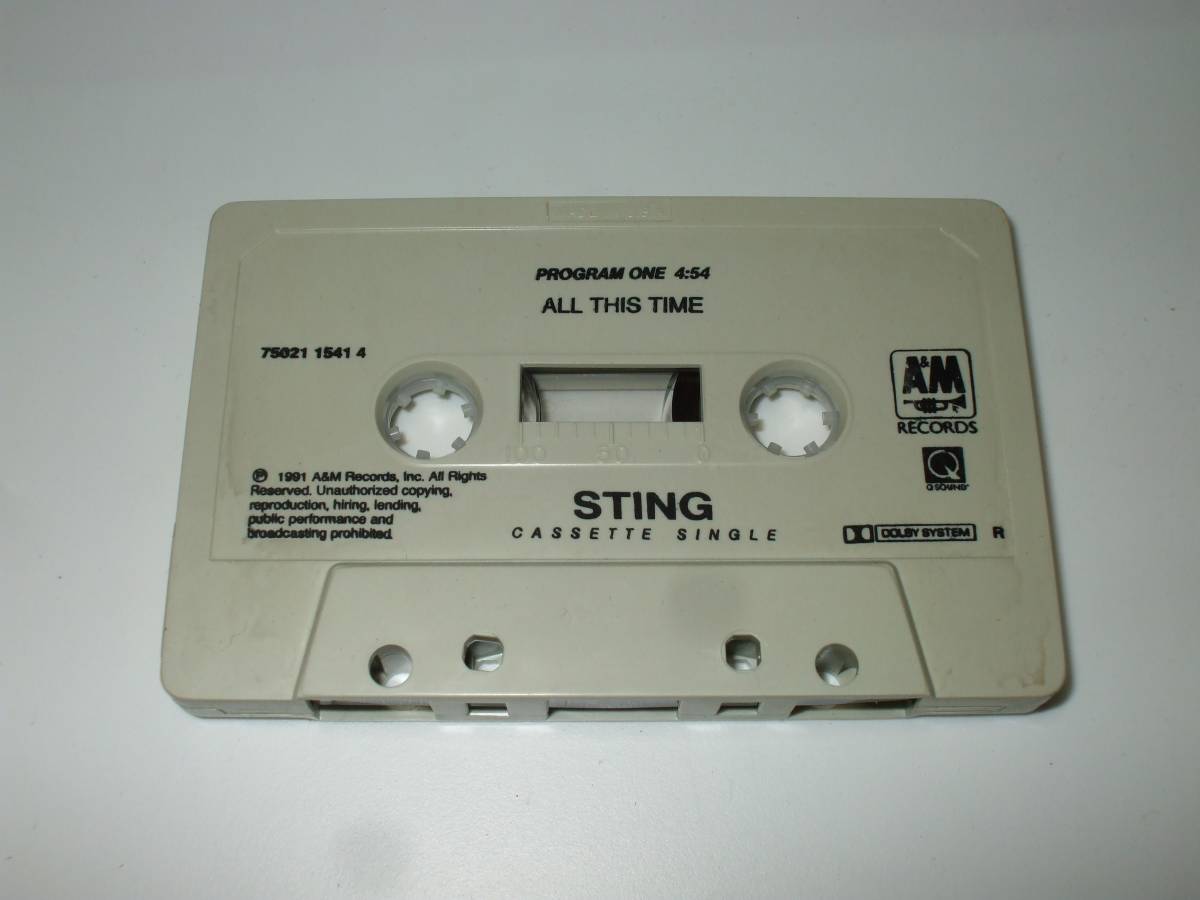 PROGRAM ONE 4:54
ALL THIS TIME
75021 1541 4
A&M
RECORDS
100 50 0
Q
Q SOUND
℗ 1991 A&M Records, Inc. All Rights
Reserved. Unauthorized copying,
reproduction, hiring, lending,
public performance and
broadcasting prohibited.
STING
CASSETTE SINGLE
DOLBY SYSTEM R